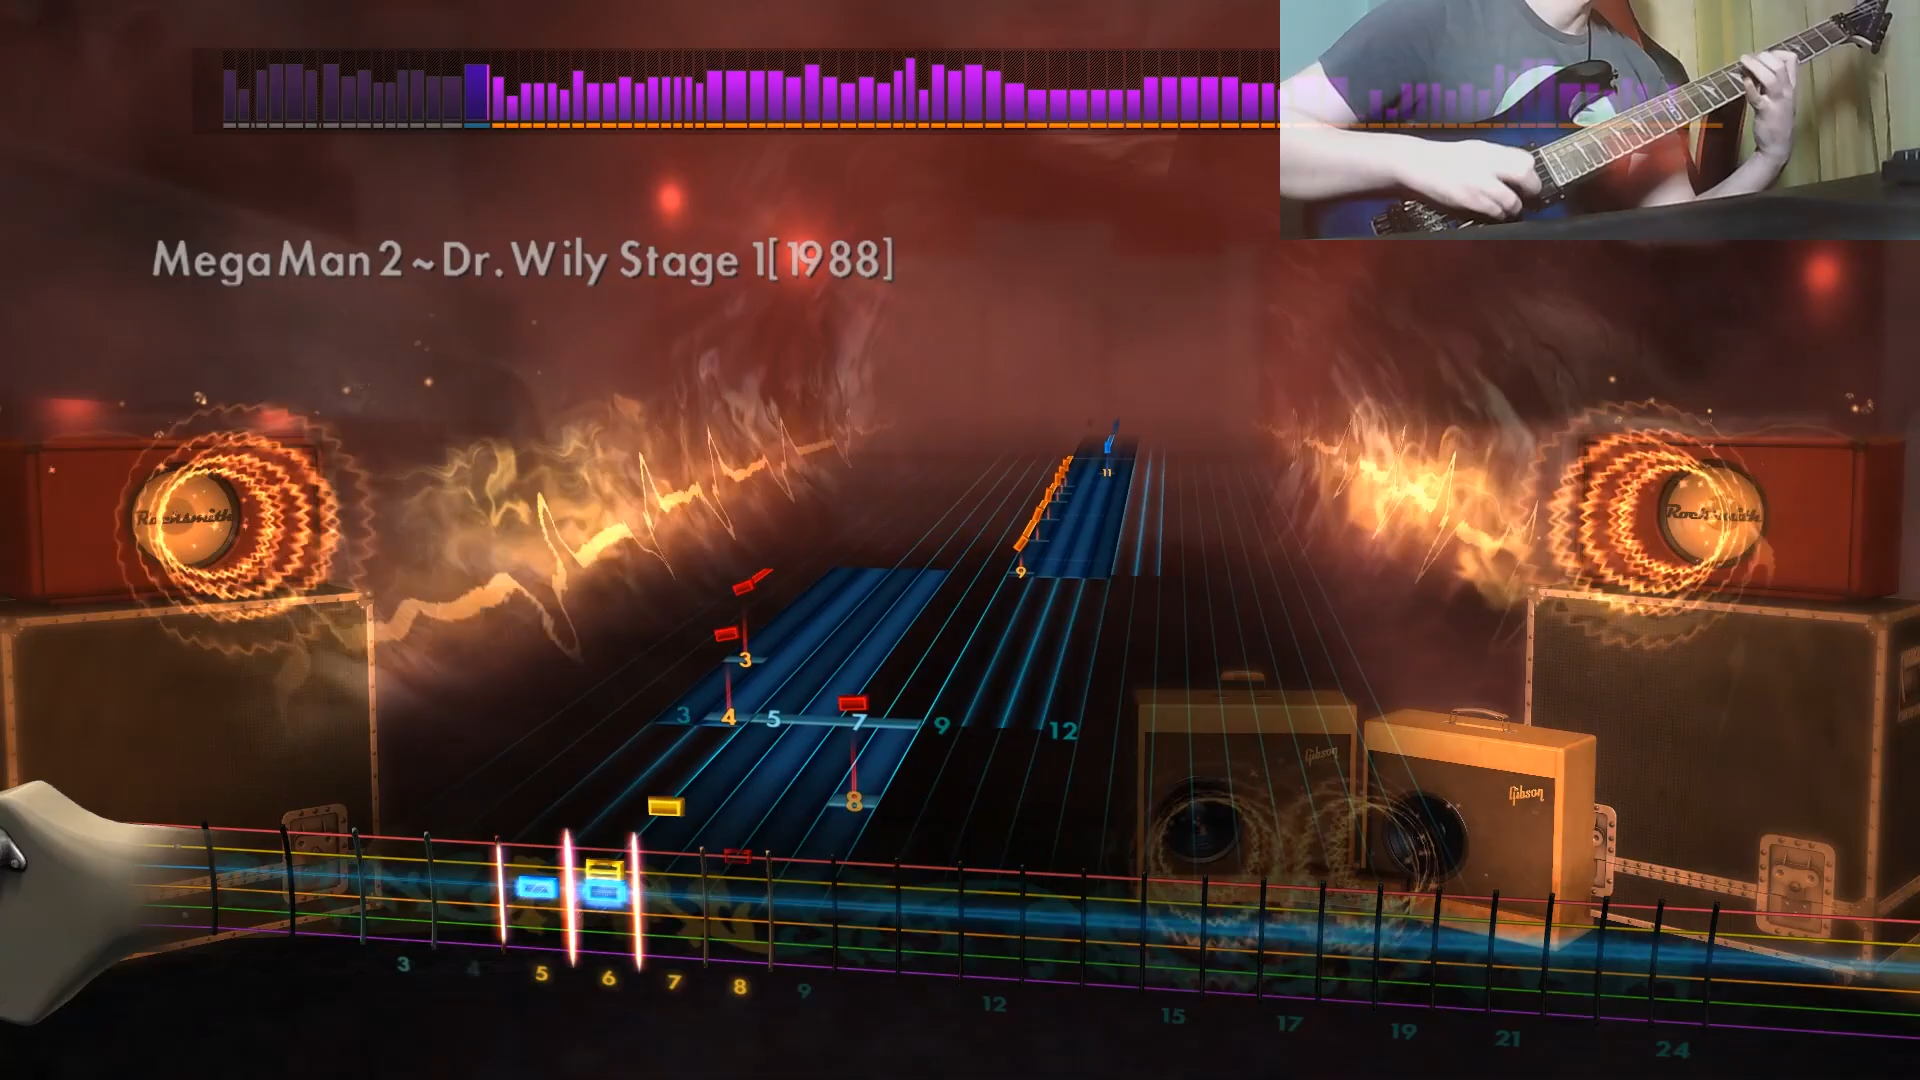 MegaMan 2 ~ Dr. Wily Stage 1[1988]
Rocksmith
Rocksmith
11
9
3
3 4 5 7 9 12
8
Gibson
Gibson
3 4 5 6 7 8 9 12 15 17 19 21 24